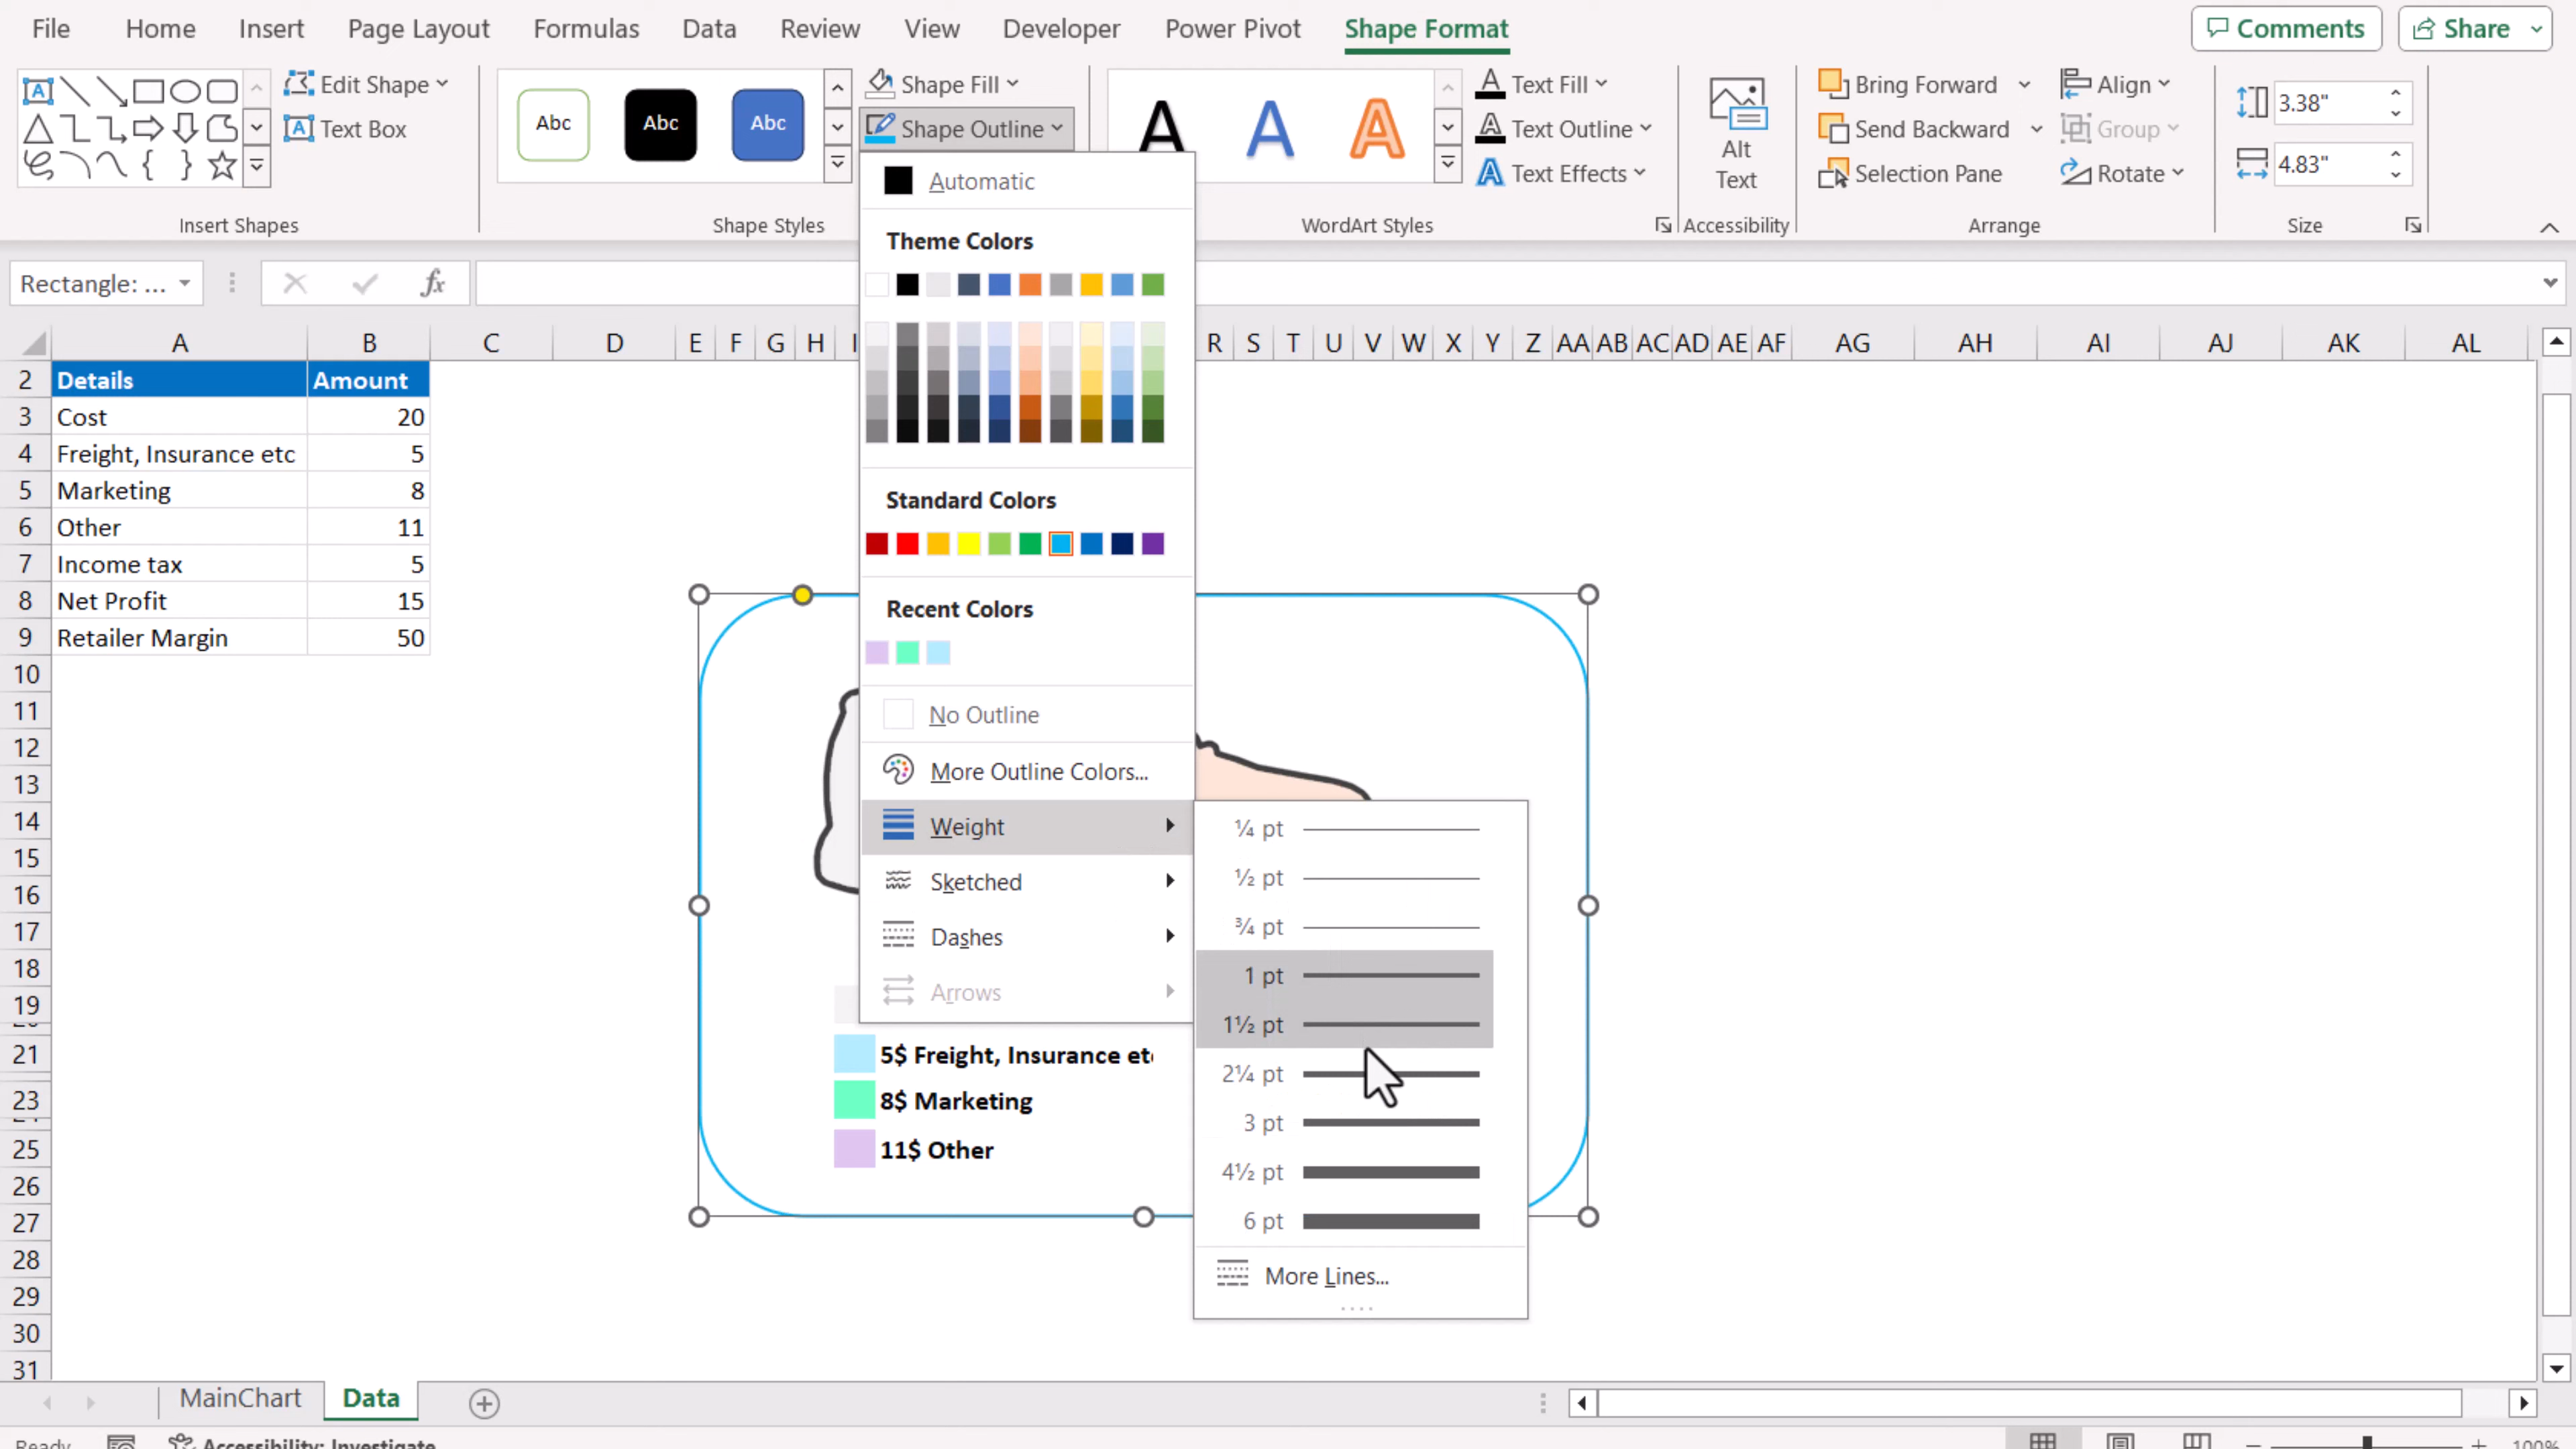 File Home Insert Page Layout Formulas Data Review View Developer Power Pivot Shape Format Comments Share
Edit Shape
Text Box
Insert Shapes
Abc Abc Abc
Shape Fill
Shape Outline
Shape Styles
A A A
Text Fill
Text Outline
Text Effects
WordArt Styles
Alt
Text
Accessibility
Bring Forward
Send Backward
Selection Pane
Align
Group
Rotate
Arrange
3.38"
4.83"
Size
Rectangle: ...
fx
A B C D E F G H I R S T U V W X Y Z AA AB AC AD AE AF AG AH AI AJ AK AL
2 Details Amount
3 Cost 20
4 Freight, Insurance etc 5
5 Marketing 8
6 Other 11
7 Income tax 5
8 Net Profit 15
9 Retailer Margin 50
10
11
12
13
14
15
16
17
18
19
21
23
25
26
27
28
29
30
31
Automatic
Theme Colors
Standard Colors
Recent Colors
No Outline
More Outline Colors...
Weight
Sketched
Dashes
Arrows
¼ pt
½ pt
¾ pt
1 pt
1½ pt
2¼ pt
3 pt
4½ pt
6 pt
More Lines...
5$ Freight, Insurance etc
8$ Marketing
11$ Other
MainChart Data
Ready Accessibility: Investigate 100%